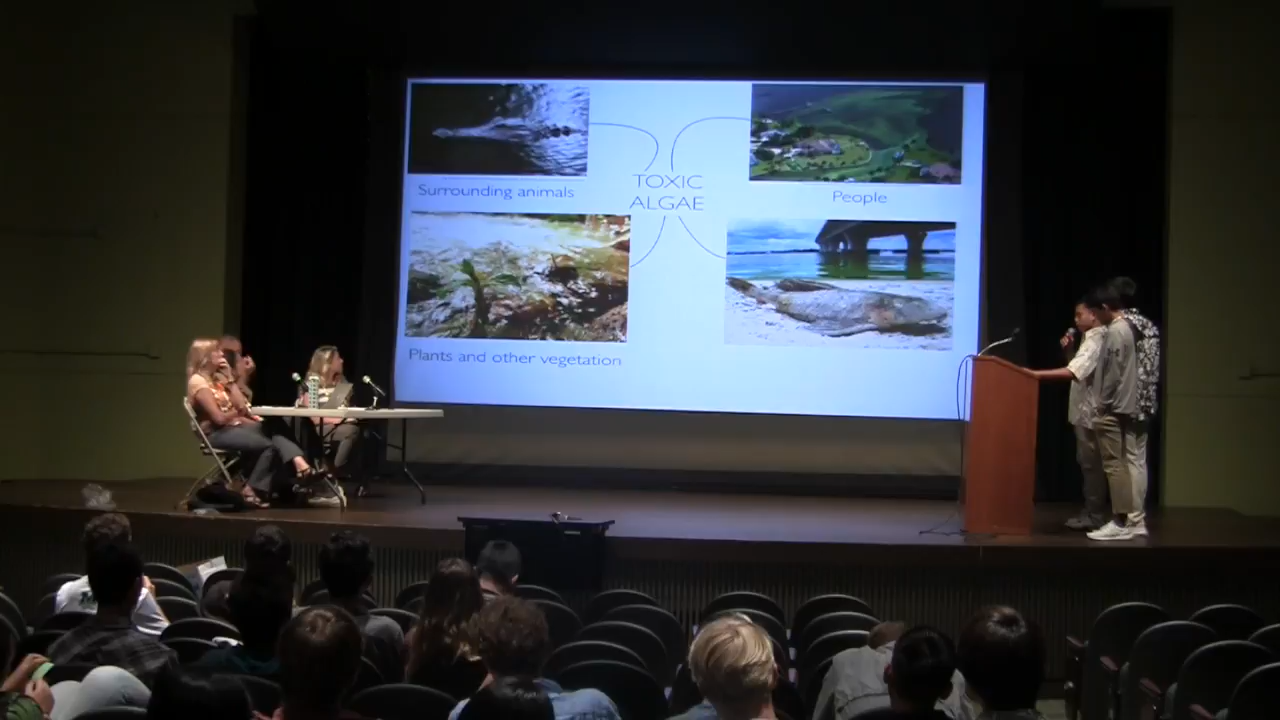 Surrounding animals
TOXIC
ALGAE
People
Plants and other vegetation